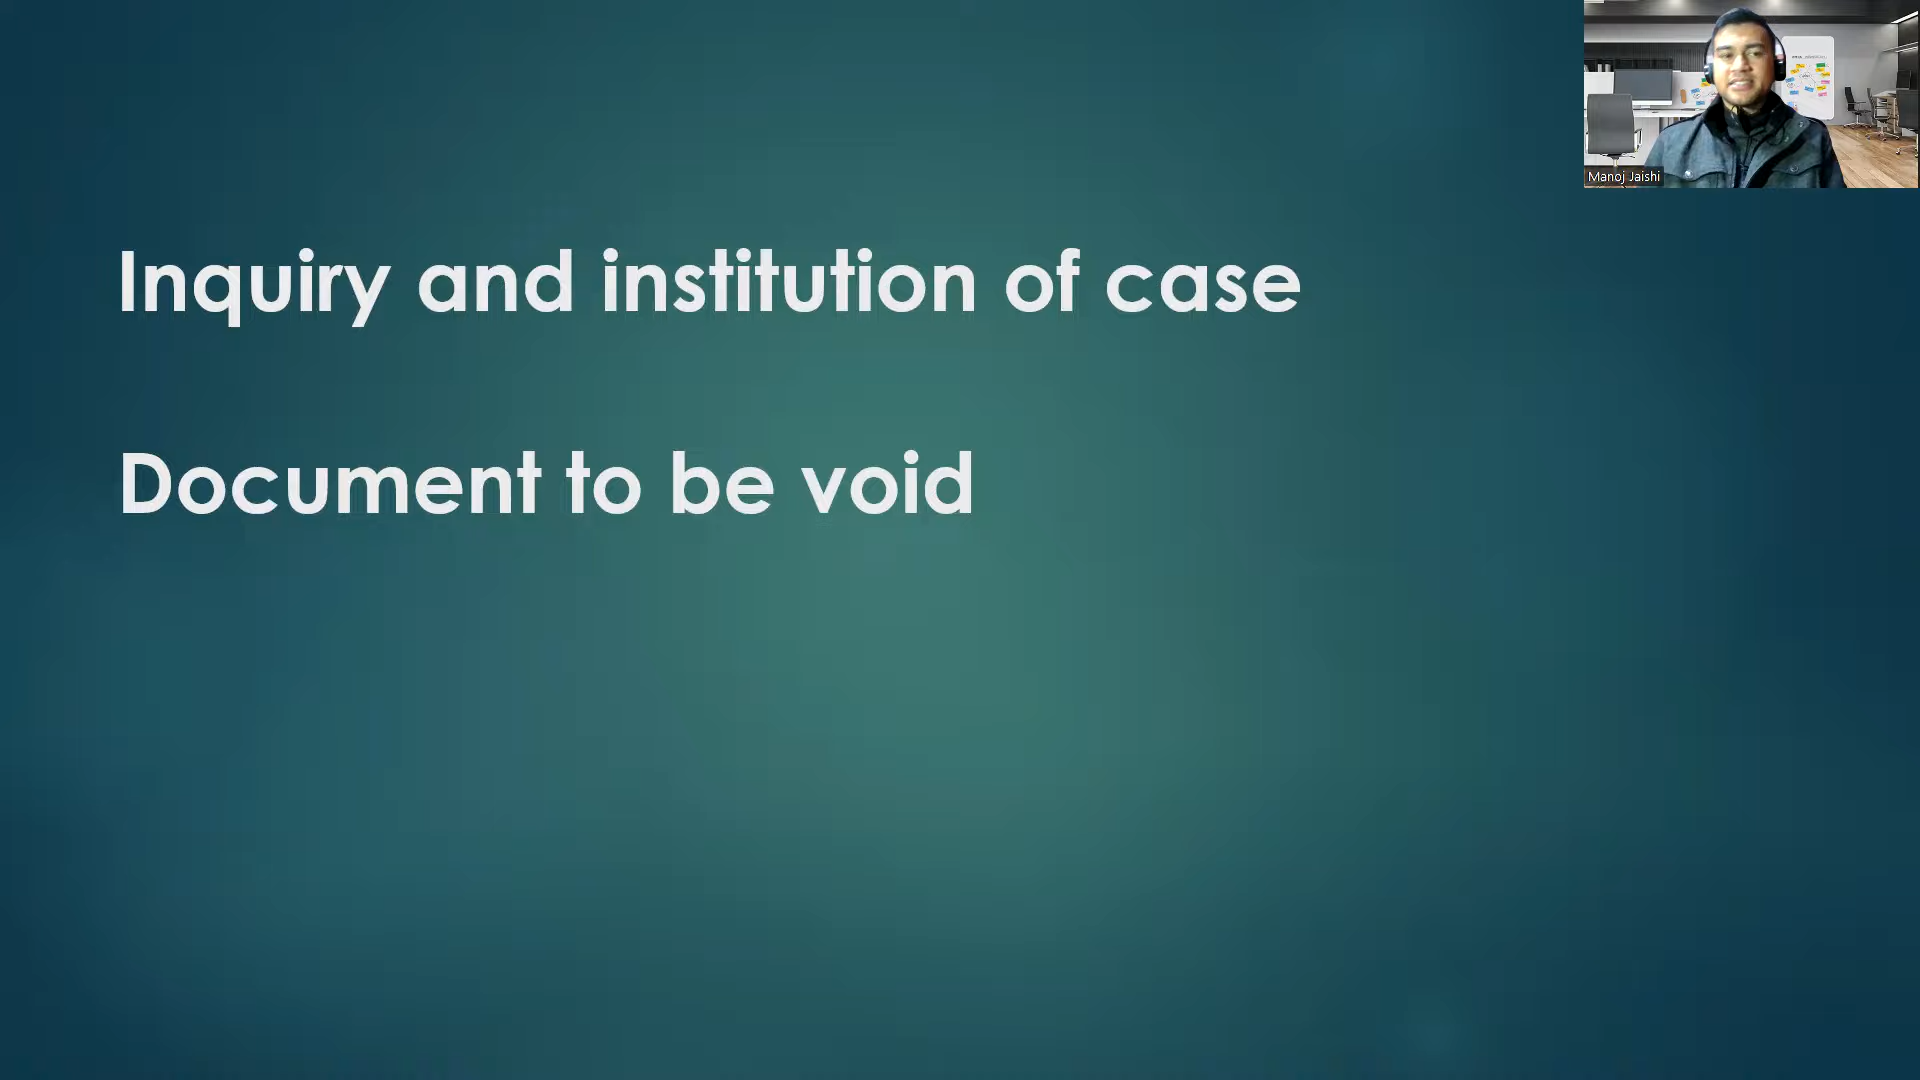 Inquiry and institution of case
Document to be void
Manoj Jaishi